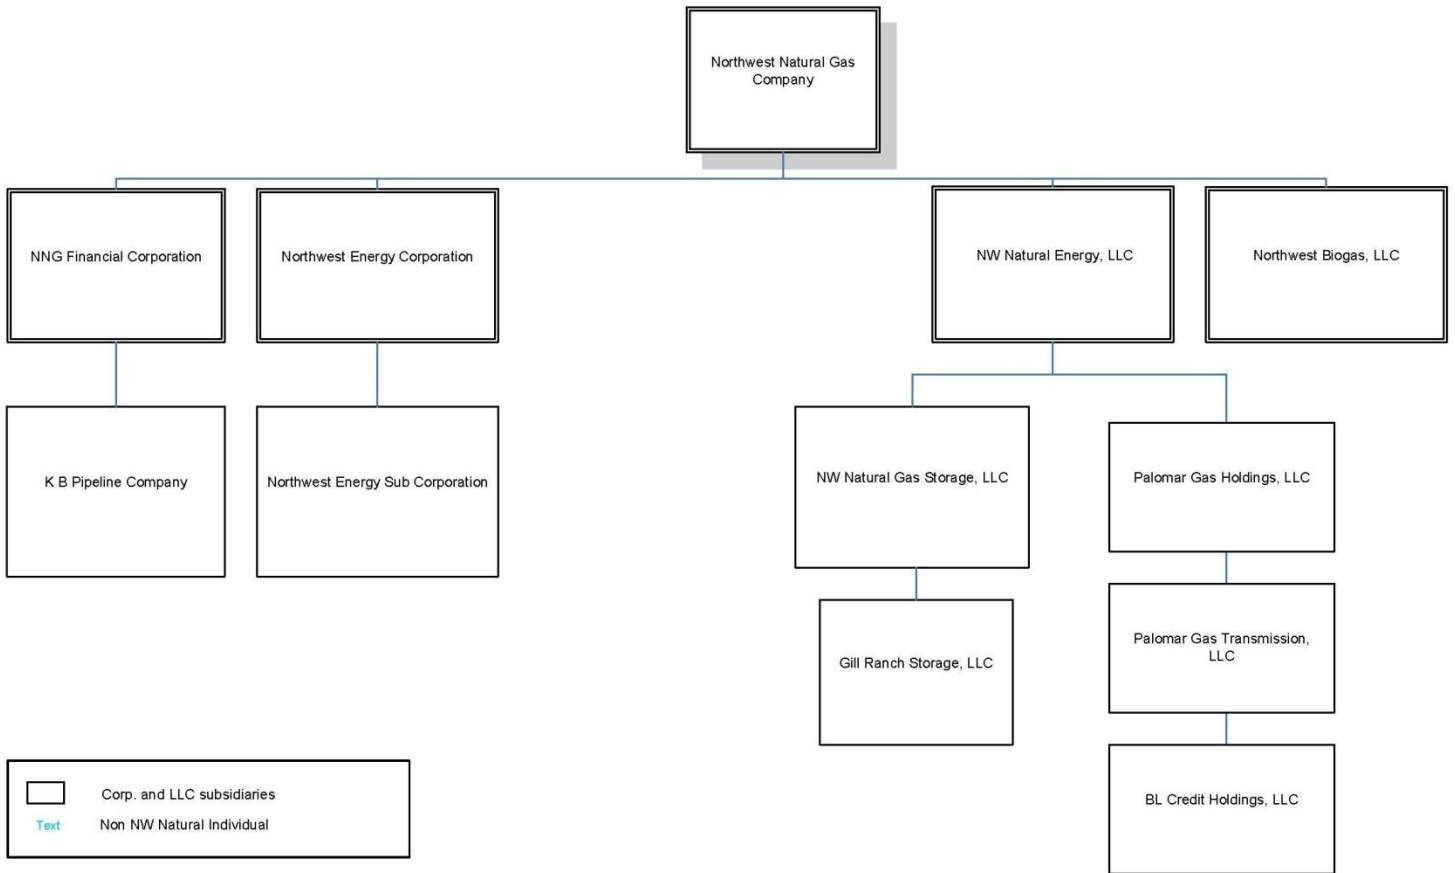 Northwest Natural Gas
Company
NNG Financial Corporation
Northwest Energy Corporation
NW Natural Energy, LLC
Northwest Biogas, LLC
K B Pipeline Company
Northwest Energy Sub Corporation
NW Natural Gas Storage, LLC
Palomar Gas Holdings, LLC
Gill Ranch Storage, LLC
Palomar Gas Transmission,
LLC
BL Credit Holdings, LLC
Corp. and LLC subsidiaries
Text Non NW Natural Individual